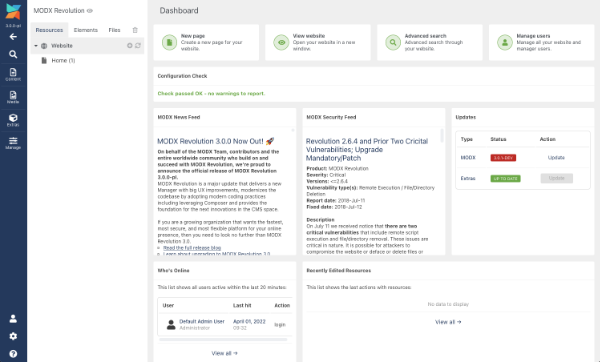 MODX Revolution
3.0.0-pl
Resources
Elements
Files
Website
Home (1)
Content
Media
Extras
Manage
Dashboard
New page
Create a new page for your
website.
View website
Open your website in a new
window.
Advanced search
Advanced search through your
website.
Manage users
Manage all your website and
manager users.
Configuration Check
Check passed OK - no warnings to report.
MODX News Feed
MODX Revolution 3.0.0 Now Out! 🚀
On behalf of the MODX Team, contributors and the
entire worldwide community who build on and
succeed with MODX Revolution, we're proud to
announce the official release of MODX Revolution
3.0.0-pl.
MODX Revolution is a major update that delivers a new
Manager with big UX improvements, modernizes the
codebase by adopting modern coding practices
including leveraging Composer and provides the
foundation for the next innovations in the CMS space.
If you are a growing organization that wants the fastest,
most secure, and most flexible platform for your online
presence, then you need to look no further than MODX
Revolution 3.0.
Read the full release blog
Learn about upgrading to MODX Revolution 3.0
MODX Security Feed
Revolution 2.6.4 and Prior Two Cricital
Vulnerabilities; Upgrade
Mandatory/Patch
Product: MODX Revolution
Severity: Critical
Versions: <=2.6.4
Vulnerability type(s): Remote Execution / File/Directory
Deletion
Report date: 2018-Jul-11
Fixed date: 2018-Jul-12
Description
On July 11 we received notice that there are two
critical vulnerabilities that include remote script
execution and file/directory removal. These issues are
critical in nature. It is possible for attackers to
compromise the website or deface or delete files or
Updates
Type
Status
Action
MODX
3.0.1-DEV
Update
Extras
UP TO DATE
Update
Who's Online
This list shows all users active within the last 20 minutes:
User
Last hit
Action
Default Admin User
Administrator
April 01, 2022
login
View all →
Recently Edited Resources
This list shows the last actions with resources.
No data to display
View all →